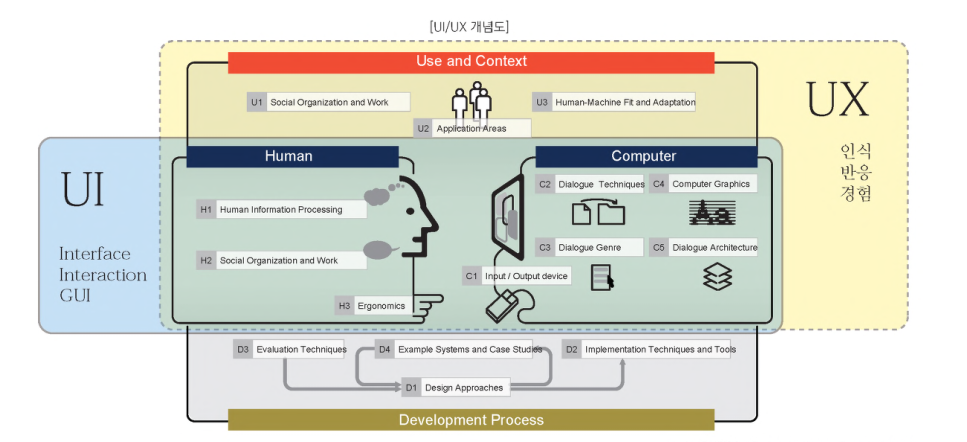 [UI/UX 개념도]
Use and Context
U1 Social Organization and Work
U3 Human-Machine Fit and Adaptation
U2 Application Areas
UX
인식
반응
경험
UI
Interface
Interaction
GUI
Human
H1 Human Information Processing
H2 Social Organization and Work
H3 Ergonomics
Computer
C2 Dialogue Techniques
C4 Computer Graphics
Aa
C3 Dialogue Genre
C5 Dialogue Architecture
C1 Input / Output device
D3 Evaluation Techniques
D4 Example Systems and Case Studies
D2 Implementation Techniques and Tools
D1 Design Approaches
Development Process